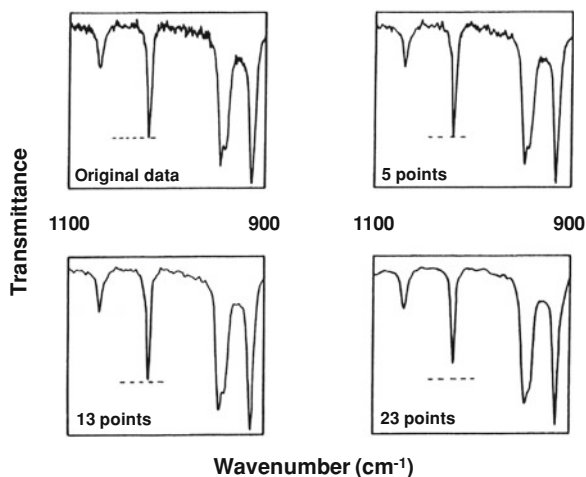 Transmittance
Original data
5 points
1100
900
1100
900
13 points
23 points
Wavenumber (cm⁻¹)